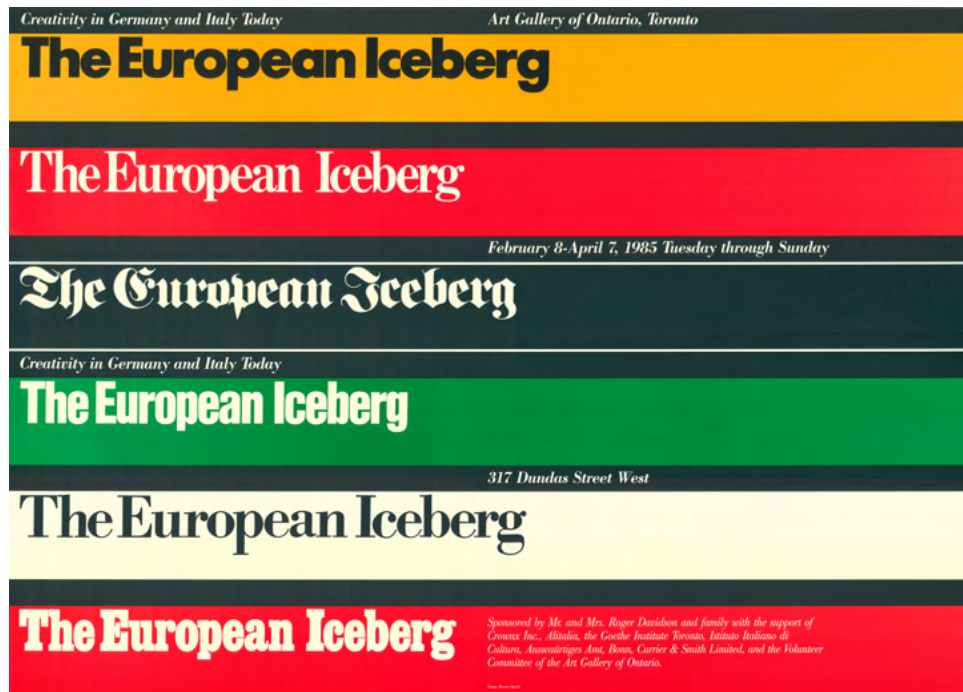 Creativity in Germany and Italy Today
Art Gallery of Ontario, Toronto
The European Iceberg
The European Iceberg
February 8-April 7, 1985 Tuesday through Sunday
The European Iceberg
Creativity in Germany and Italy Today
The European Iceberg
317 Dundas Street West
The European Iceberg
The European Iceberg
Sponsored by Mr. and Mrs. Roger Davidson and family with the support of
Crownx Inc., Alitalia, the Goethe Institute Toronto, Istituto Italiano di
Cultura, Auswaürtiges Amt, Bonn, Currier & Smith Limited, and the Volunteer
Committee of the Art Gallery of Ontario.